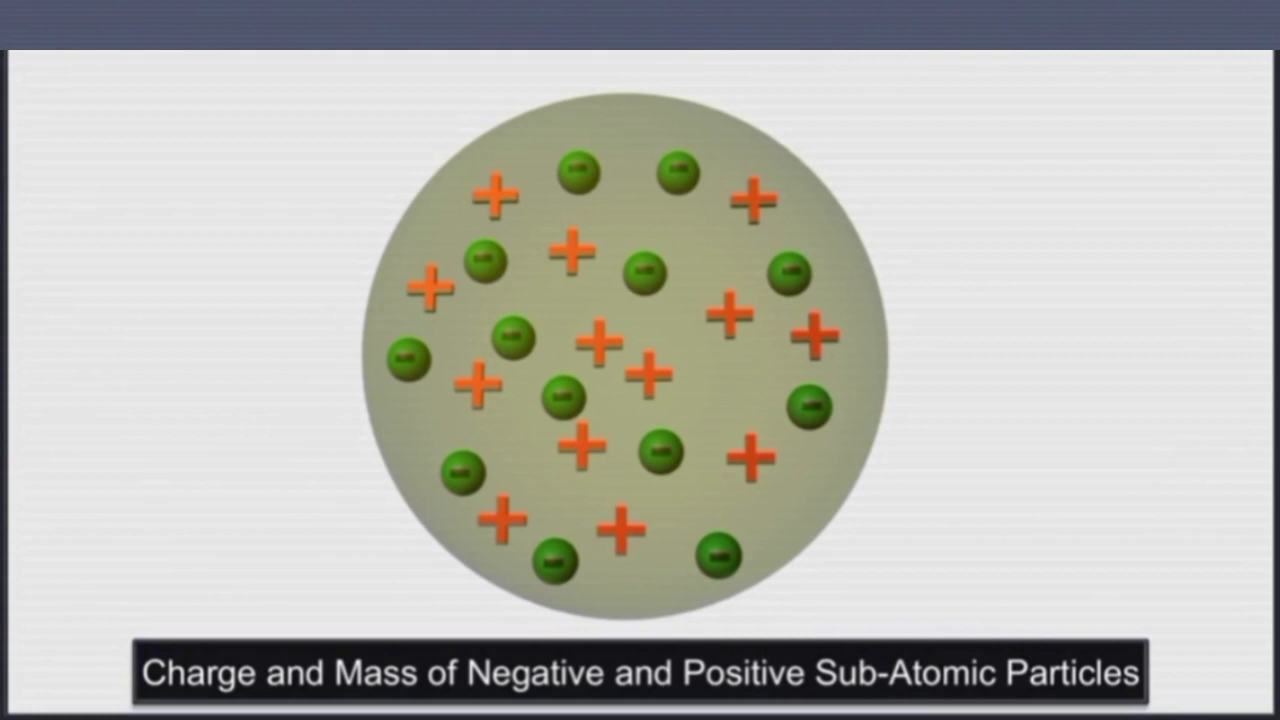 Charge and Mass of Negative and Positive Sub-Atomic Particles